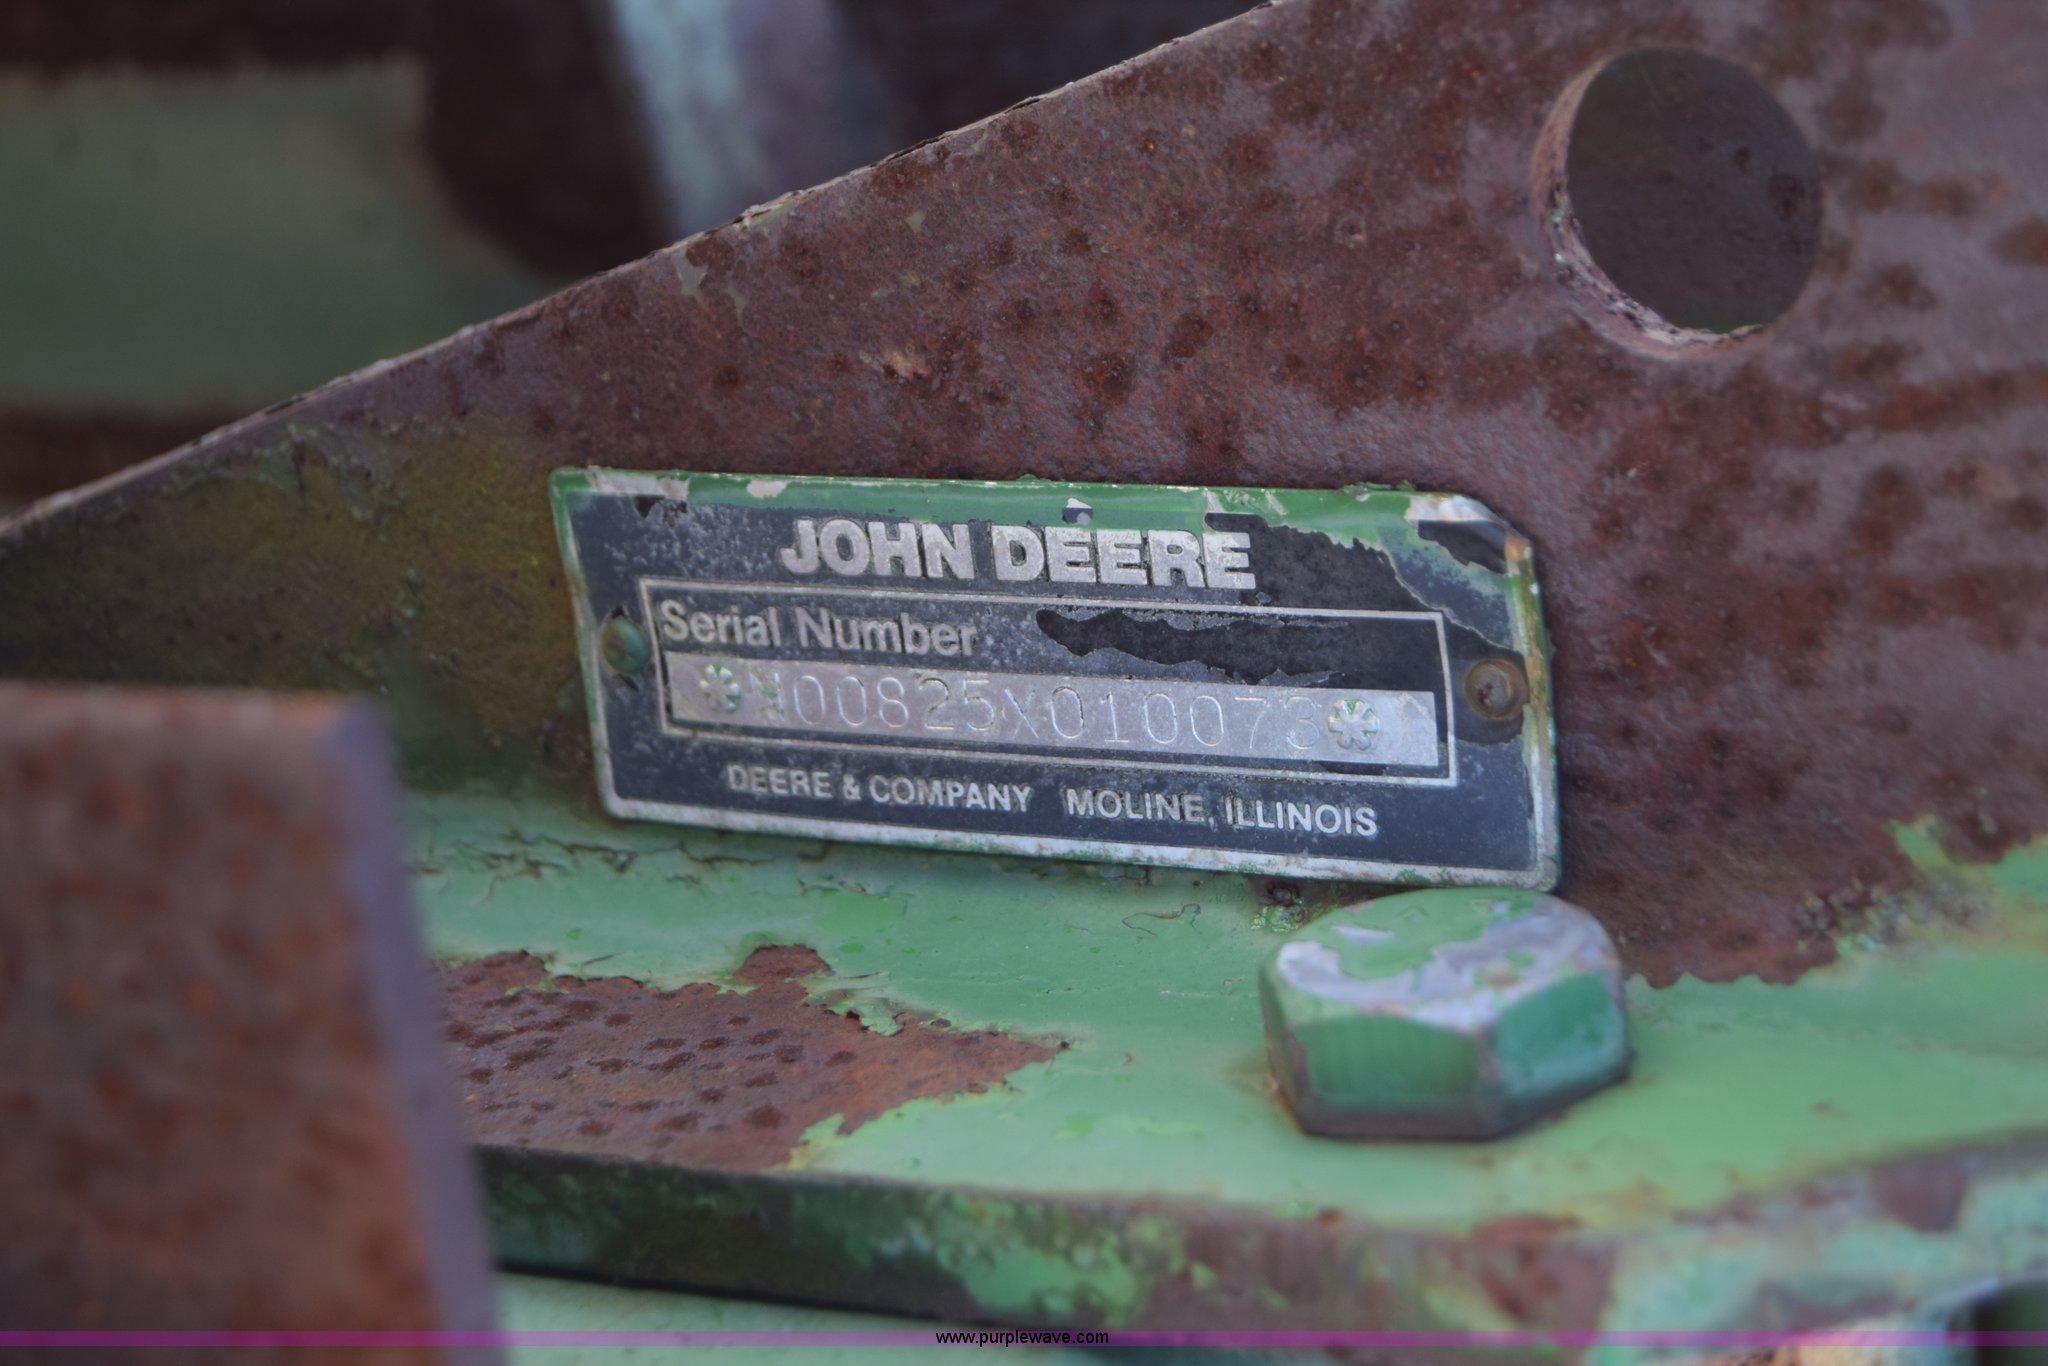 JOHN DEERE
Serial Number
*N00825X010073*
DEERE & COMPANY MOLINE, ILLINOIS
www.purplewave.com